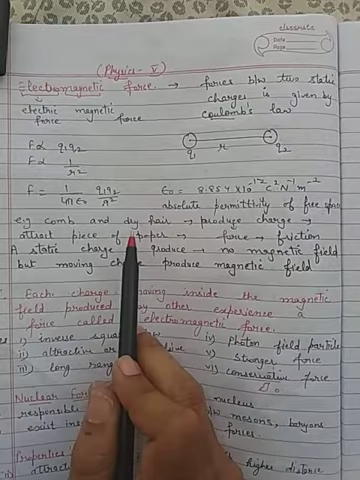 classmate
Date
Page
(Physics - V)
Electromagnetic force → forces b/w two static
charges is given by
electric magnetic coulomb's law
force force
F α q1q2
F α 1/r2
q1 r q2
F = 1/4πε0 q1q2/r2 ε0 = 8.854 x 10-12 C2 N-1 m-2
absolute permittivity of free space
e.g comb and dry hair → produce charge →
attract piece of paper → force → friction
A static charge produce → no magnetic field
but moving produce magnetic field
Each charge moving inside the magnetic
field produced by other experience a
force called electromagnetic force.
i) inverse square iv) Photon field particle
ii) attractive or v) stronger force
iii) long range vi) conservative force
Nuclear nucleus
responsible b/w mesons, baryons
exist forces.
Properties
attract higher distance